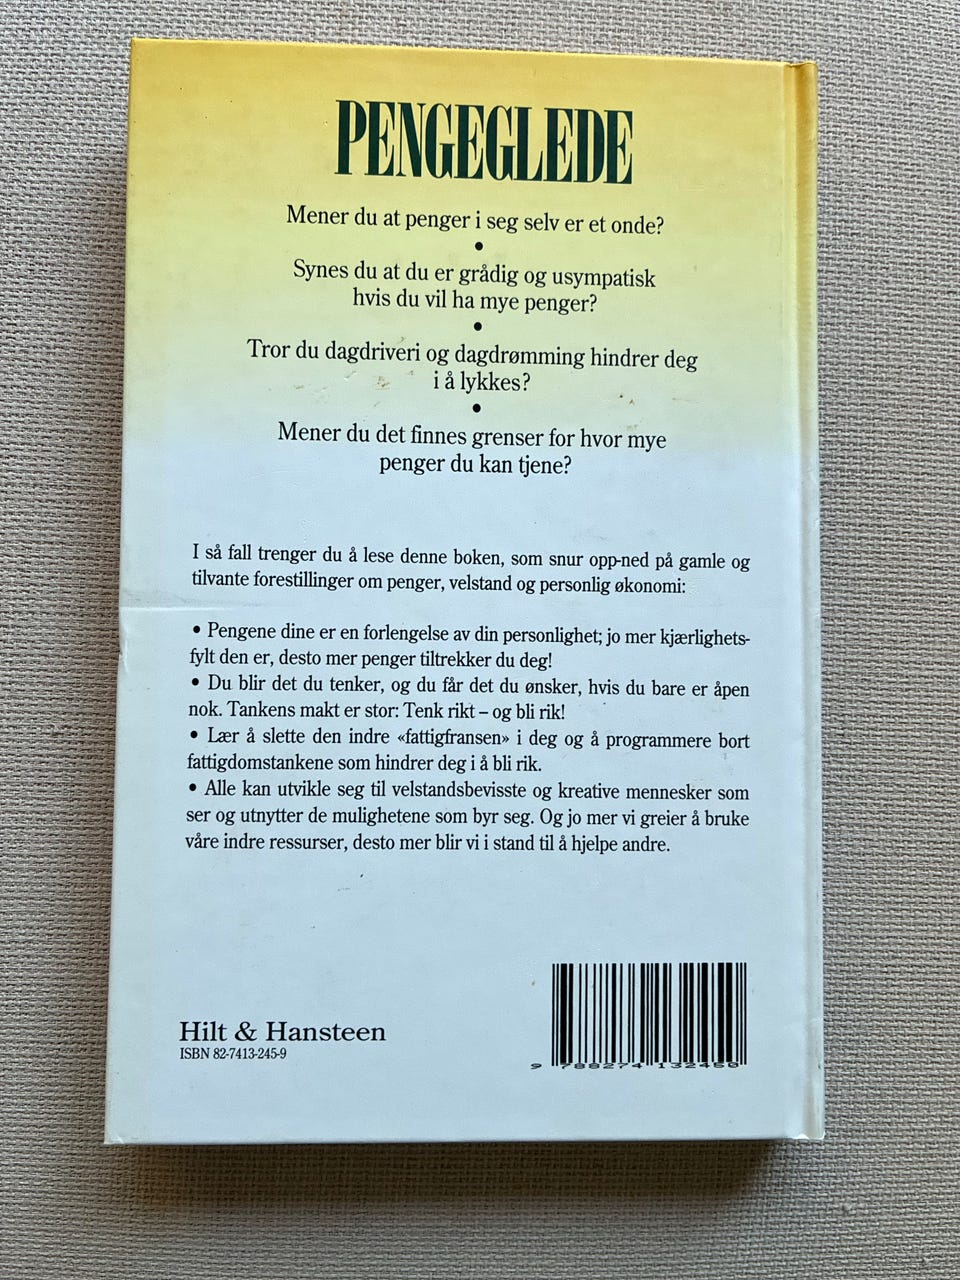 PENGEGLEDE
Mener du at penger i seg selv er et onde?
•
Synes du at du er grådig og usympatisk
hvis du vil ha mye penger?
•
Tror du dagdriveri og dagdrømming hindrer deg
i å lykkes?
•
Mener du det finnes grenser for hvor mye
penger du kan tjene?
I så fall trenger du å lese denne boken, som snur opp-ned på gamle og
tilvante forestillinger om penger, velstand og personlig økonomi:
• Pengene dine er en forlengelse av din personlighet; jo mer kjærlighets-
fylt den er, desto mer penger tiltrekker du deg!
• Du blir det du tenker, og du får det du ønsker, hvis du bare er åpen
nok. Tankens makt er stor: Tenk rikt – og bli rik!
• Lær å slette den indre «fattigfransen» i deg og å programmere bort
fattigdomstankene som hindrer deg i å bli rik.
• Alle kan utvikle seg til velstandsbevisste og kreative mennesker som
ser og utnytter de mulighetene som byr seg. Og jo mer vi greier å bruke
våre indre ressurser, desto mer blir vi i stand til å hjelpe andre.
Hilt & Hansteen
ISBN 82-7413-245-9
9 788274 132450